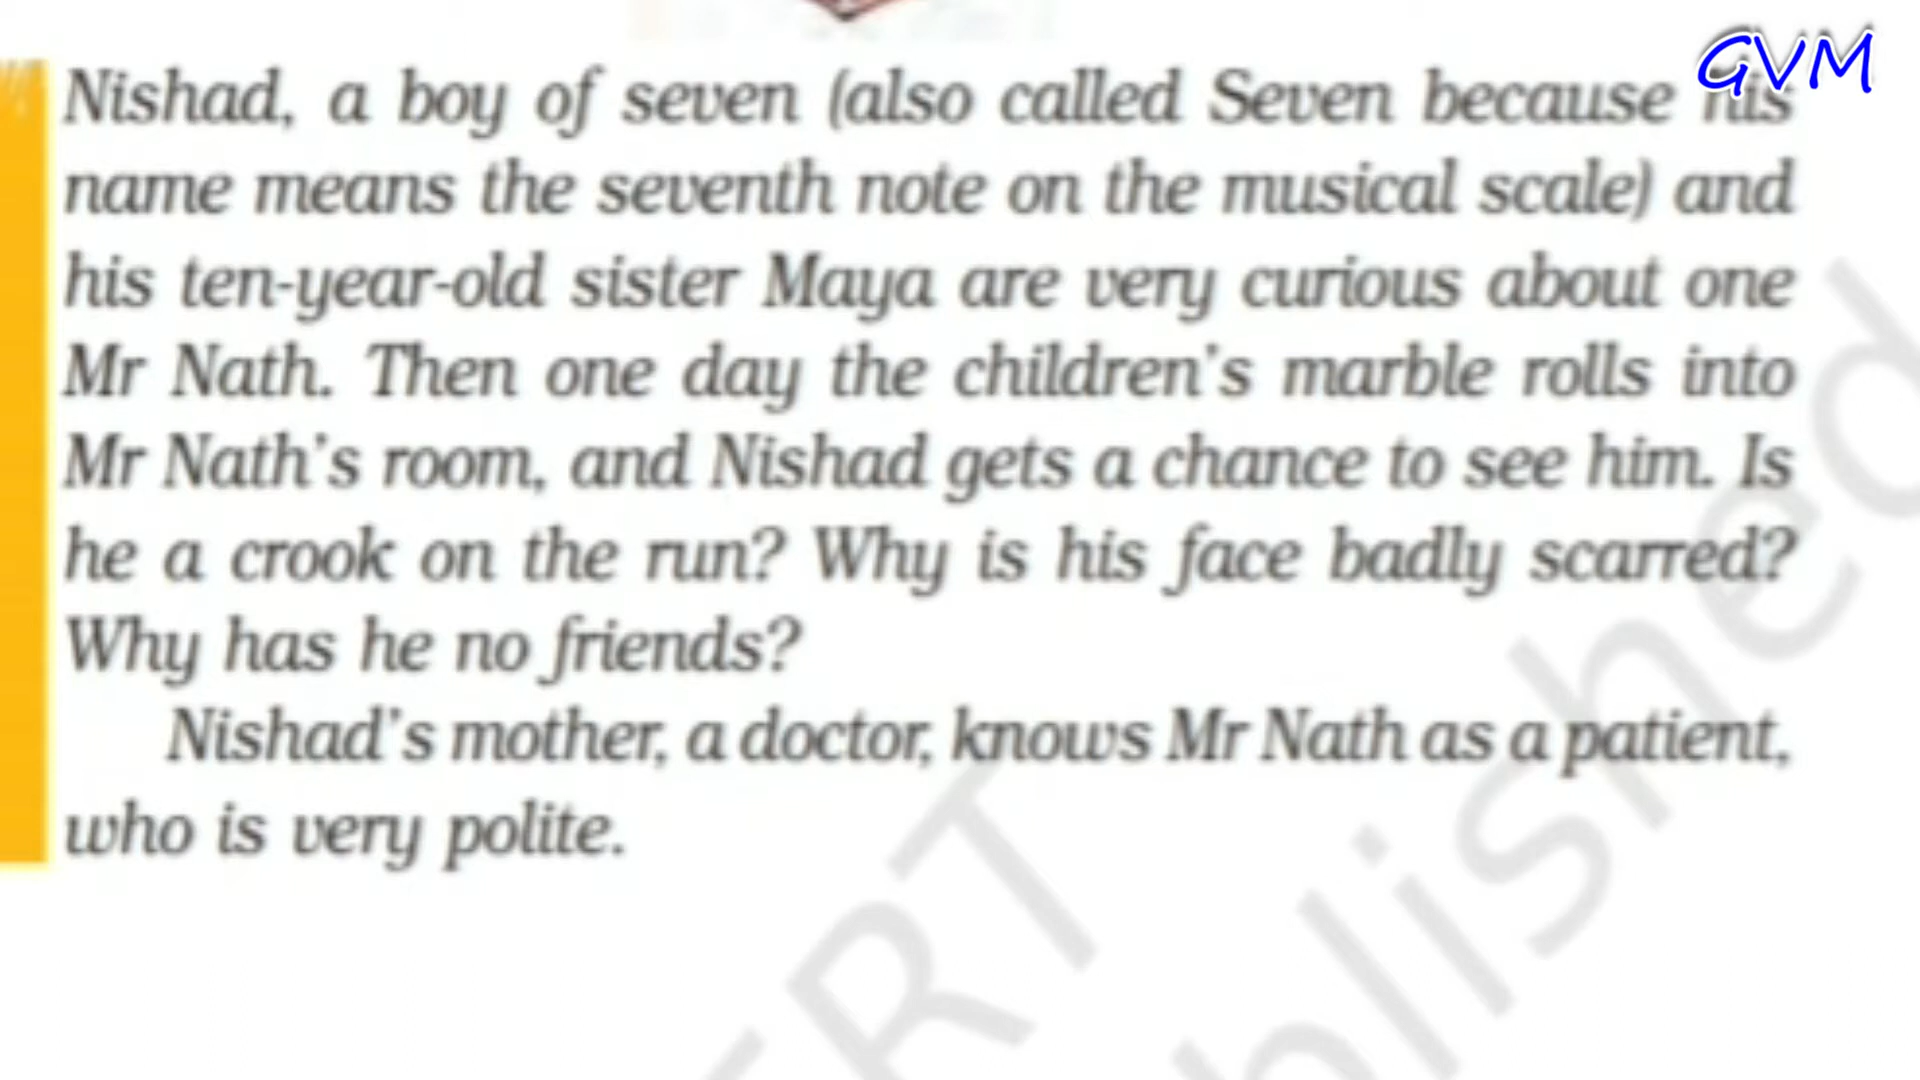 GVM
Nishad, a boy of seven (also called Seven because his
name means the seventh note on the musical scale) and
his ten-year-old sister Maya are very curious about one
Mr Nath. Then one day the children's marble rolls into
Mr Nath's room, and Nishad gets a chance to see him. Is
he a crook on the run? Why is his face badly scarred?
Why has he no friends?
Nishad's mother, a doctor, knows Mr Nath as a patient,
who is very polite.